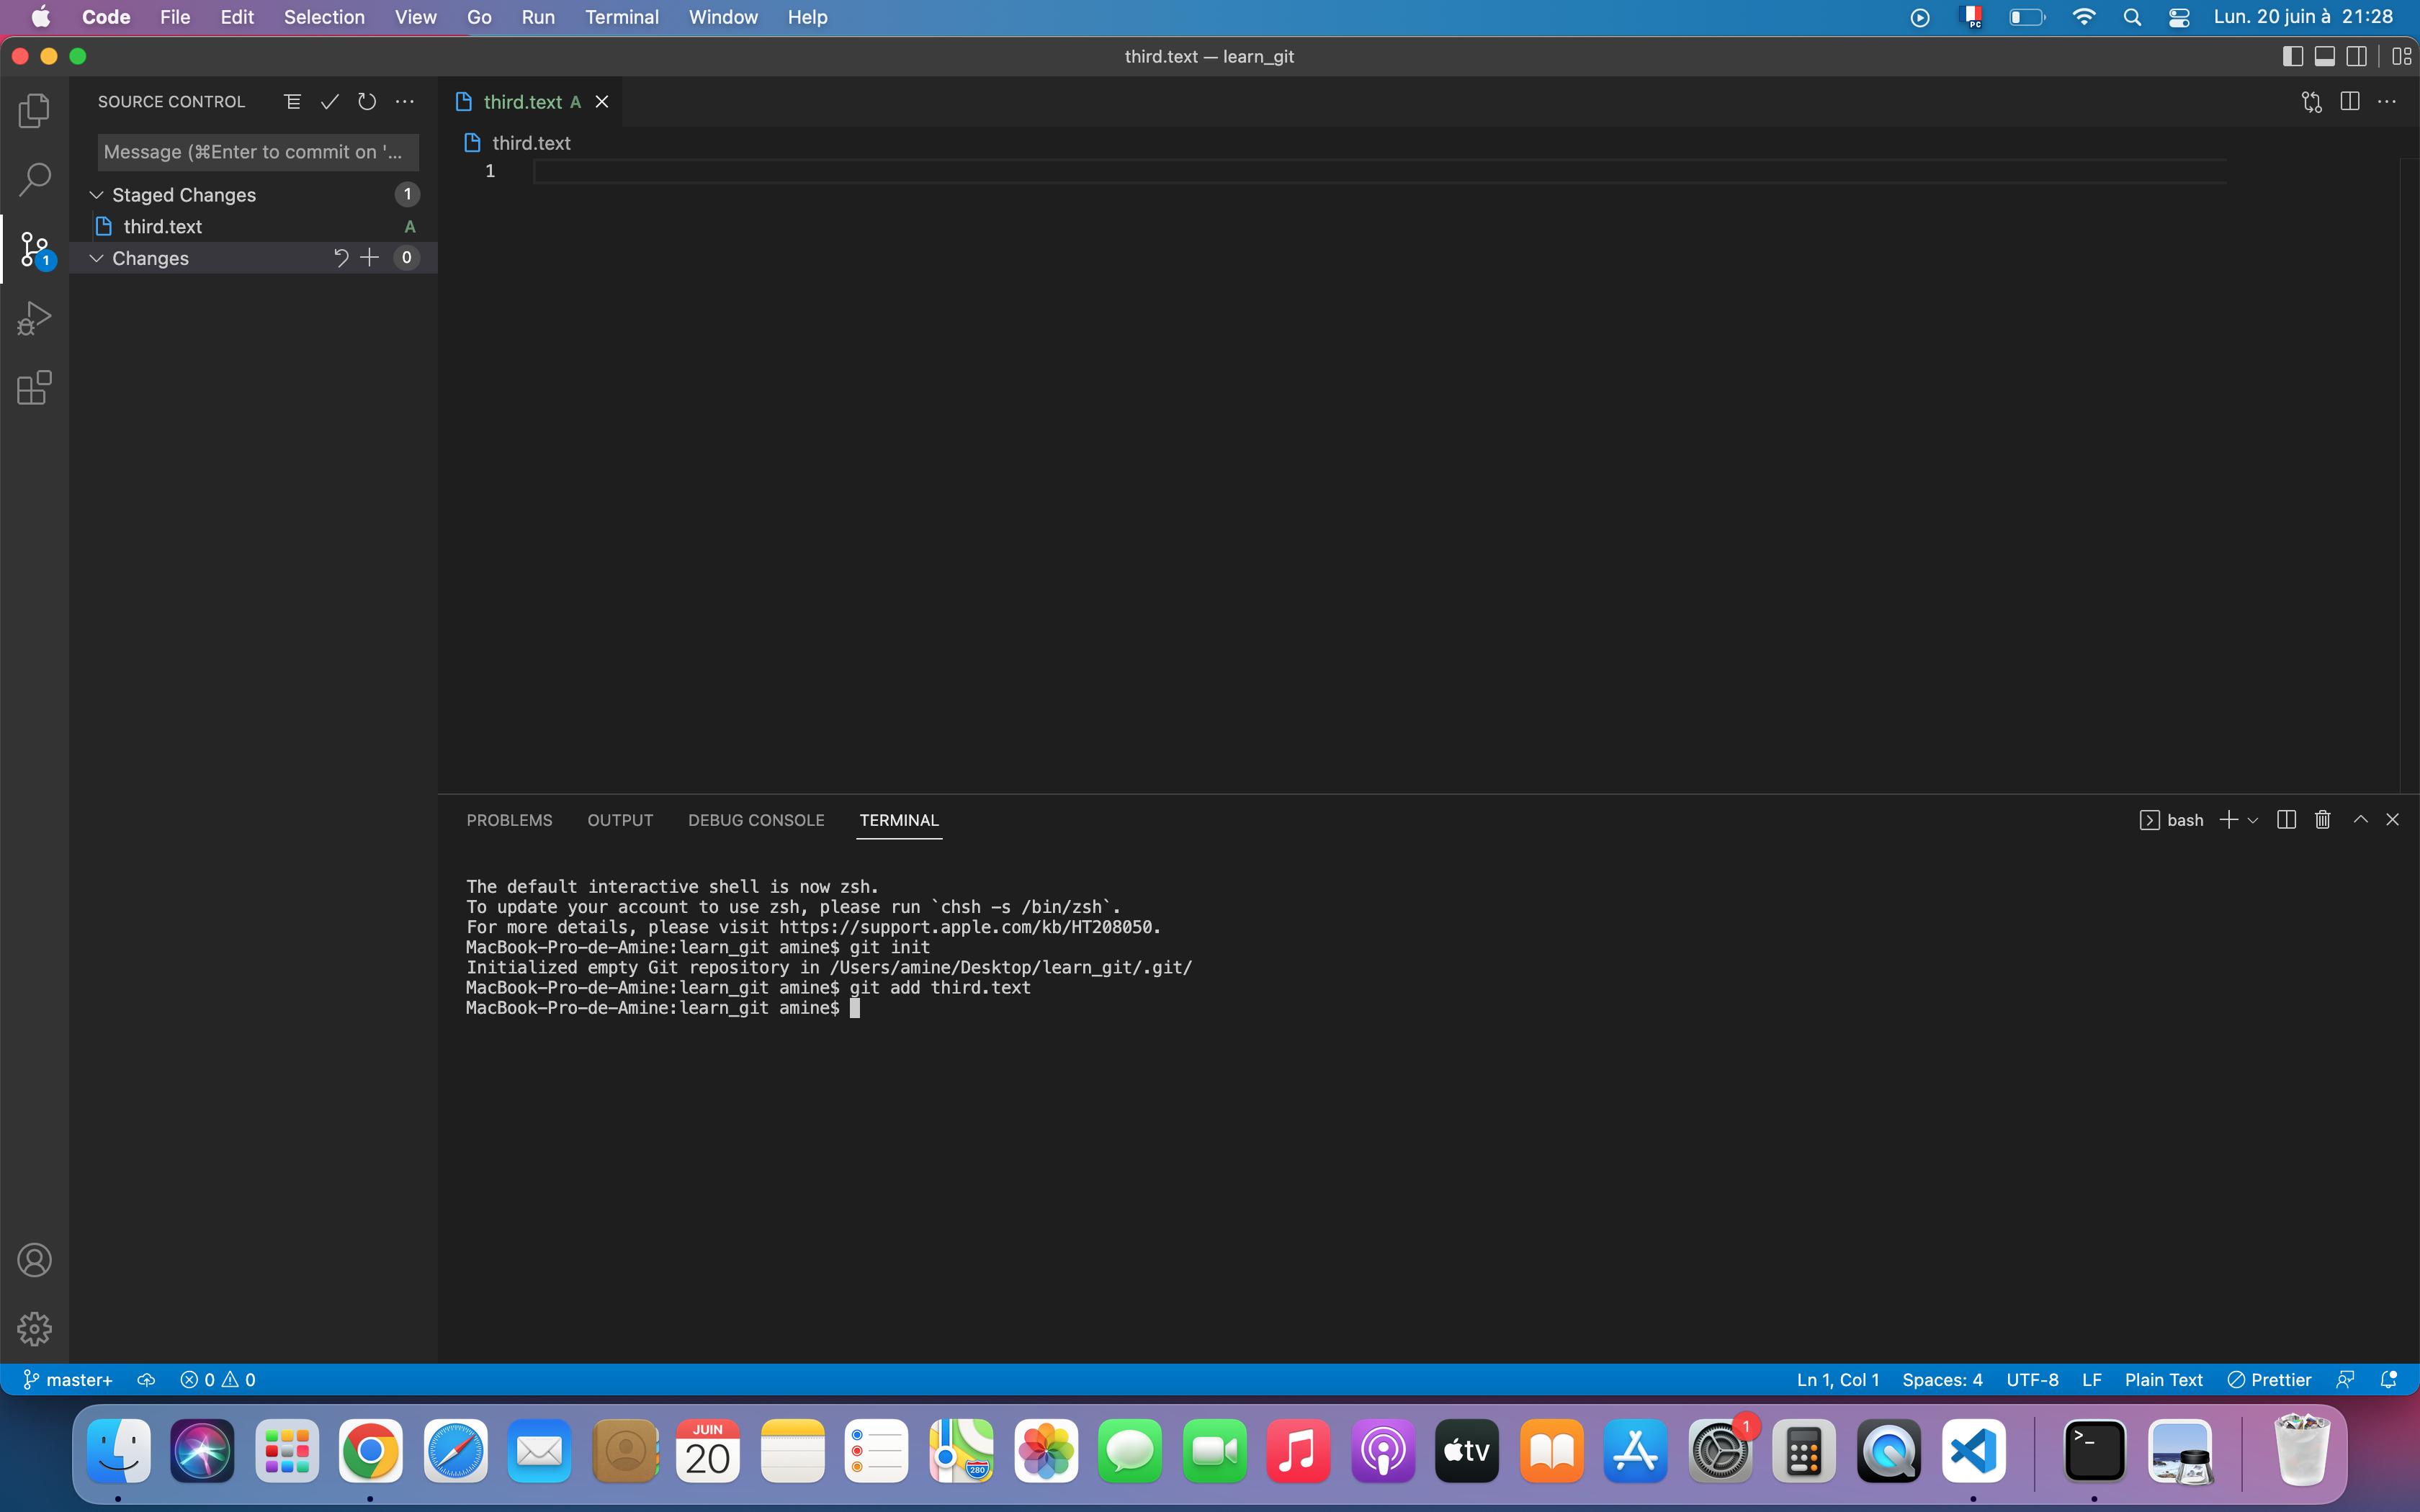 Code File Edit Selection View Go Run Terminal Window Help
PC
Lun. 20 juin à 21:28
third.text — learn_git
SOURCE CONTROL
third.text A
Message (⌘Enter to commit on '...
third.text
Staged Changes 1
1
third.text A
1
Changes 0
PROBLEMS OUTPUT DEBUG CONSOLE TERMINAL
bash
The default interactive shell is now zsh.
To update your account to use zsh, please run `chsh -s /bin/zsh`.
For more details, please visit https://support.apple.com/kb/HT208050.
MacBook-Pro-de-Amine:learn_git amine$ git init
Initialized empty Git repository in /Users/amine/Desktop/learn_git/.git/
MacBook-Pro-de-Amine:learn_git amine$ git add third.text
MacBook-Pro-de-Amine:learn_git amine$
master+ 0 0
Ln 1, Col 1 Spaces: 4 UTF-8 LF Plain Text Prettier
JUIN
20
280
tv
1
>_